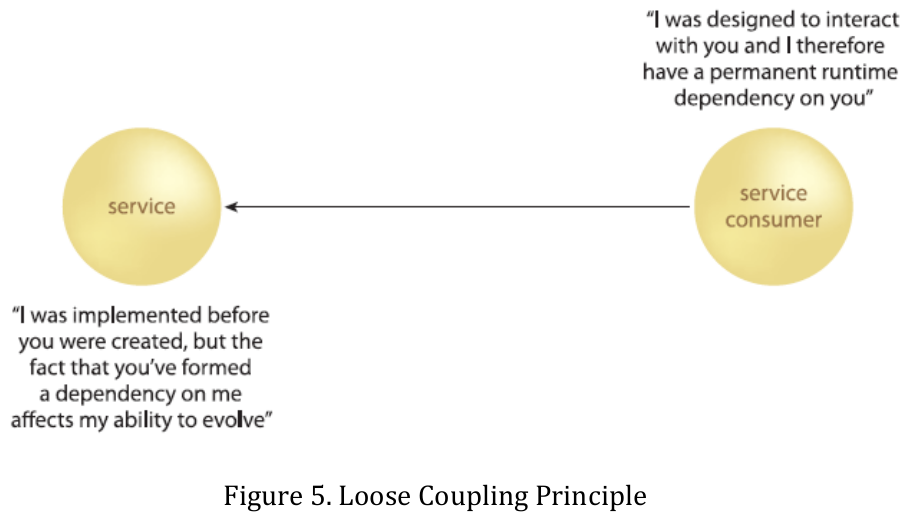 “I was designed to interact
with you and I therefore
have a permanent runtime
dependency on you”
service
service
consumer
“I was implemented before
you were created, but the
fact that you’ve formed
a dependency on me
affects my ability to evolve”
Figure 5. Loose Coupling Principle